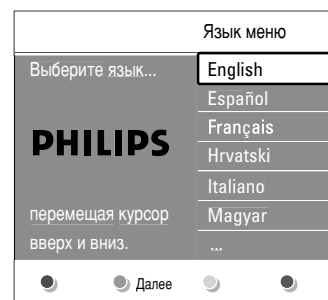 Язык меню
Выберите язык...
English
Español
Français
PHILIPS
Hrvatski
Italiano
перемещая курсор
Magyar
вверх и вниз.
...
Далее